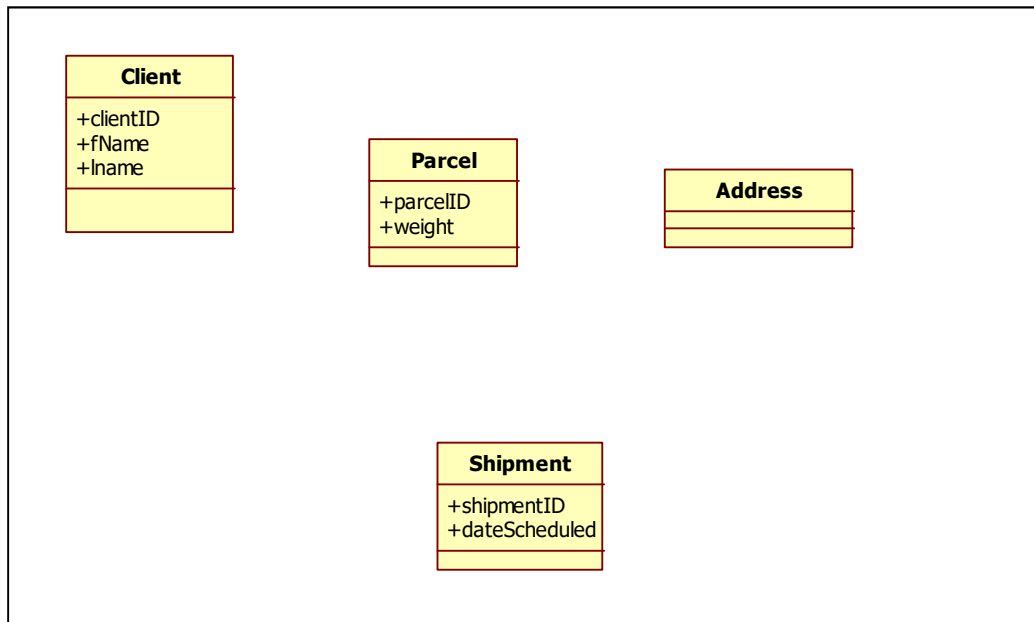 Client
+clientID
+fName
+lname
Parcel
+parcelID
+weight
Address
Shipment
+shipmentID
+dateScheduled